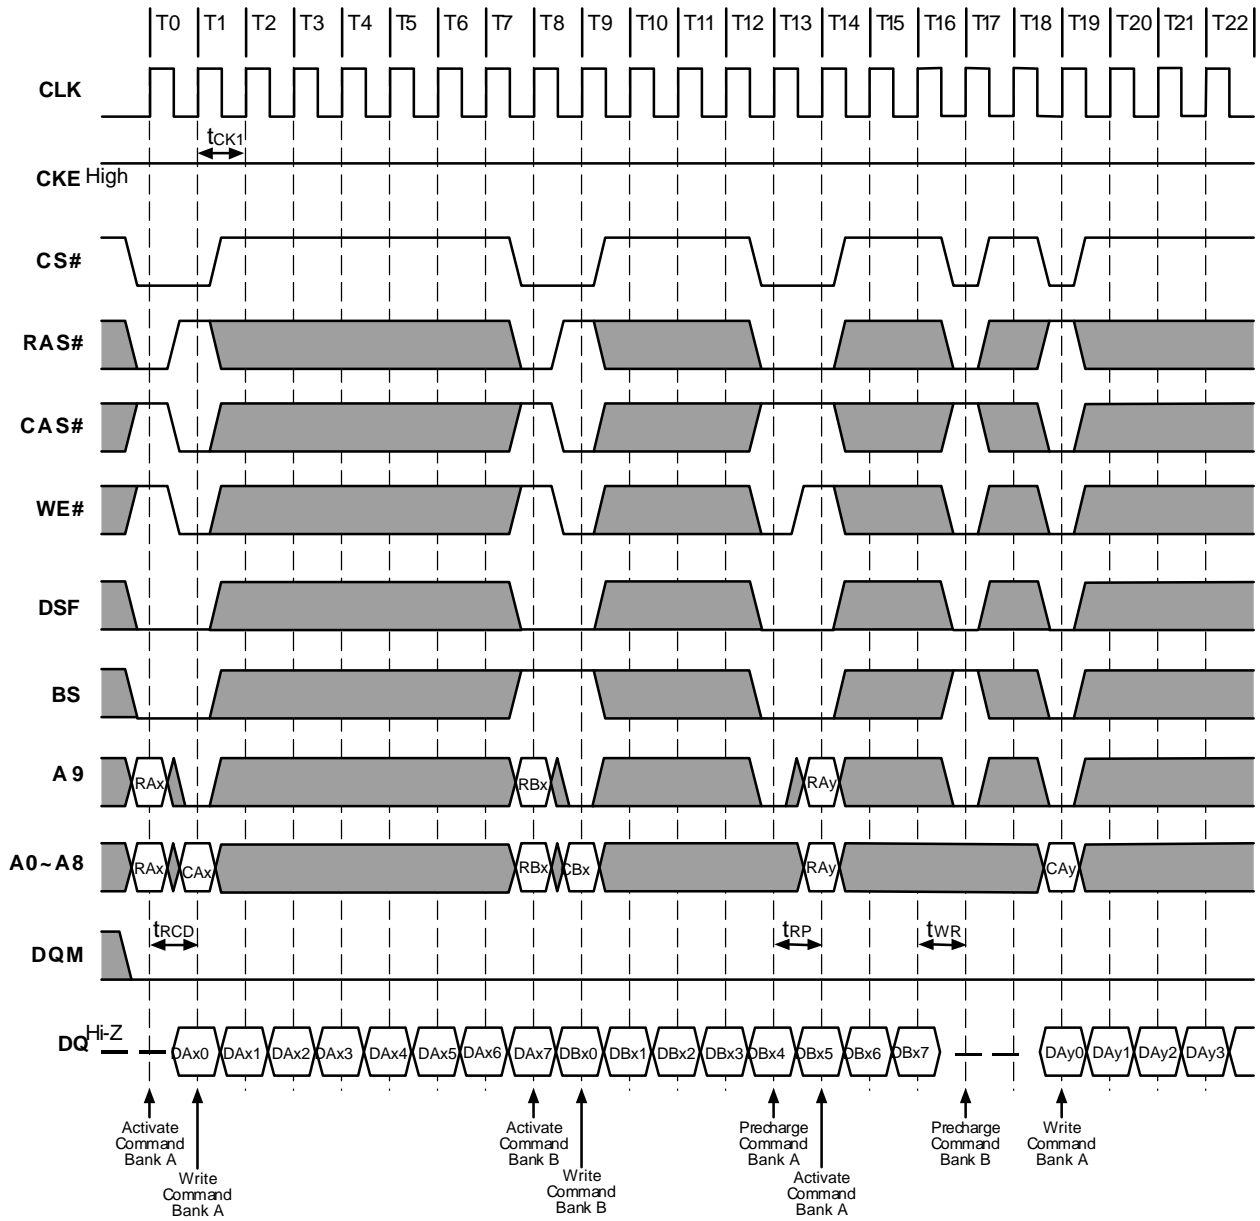 T0 T1 T2 T3 T4 T5 T6 T7 T8 T9 T10 T11 T12 T13 T14 T15 T16 T17 T18 T19 T20 T21 T22
CLK
tCK1
CKE High
CS#
RAS#
CAS#
WE#
DSF
BS
A9 RAx RBx RAy
A0~A8 RAx CAx RBx CBx RAy CAy
tRCD tRP tWR
DQM
Hi-Z
DQ DAx0 DAx1 DAx2 DAx3 DAx4 DAx5 DAx6 DAx7 DBx0 DBx1 DBx2 DBx3 DBx4 DBx5 DBx6 DBx7 DAy0 DAy1 DAy2 DAy3
Activate
Command
Bank A
Write
Command
Bank A
Activate
Command
Bank B
Write
Command
Bank B
Precharge
Command
Bank A
Activate
Command
Bank A
Precharge
Command
Bank B
Write
Command
Bank A